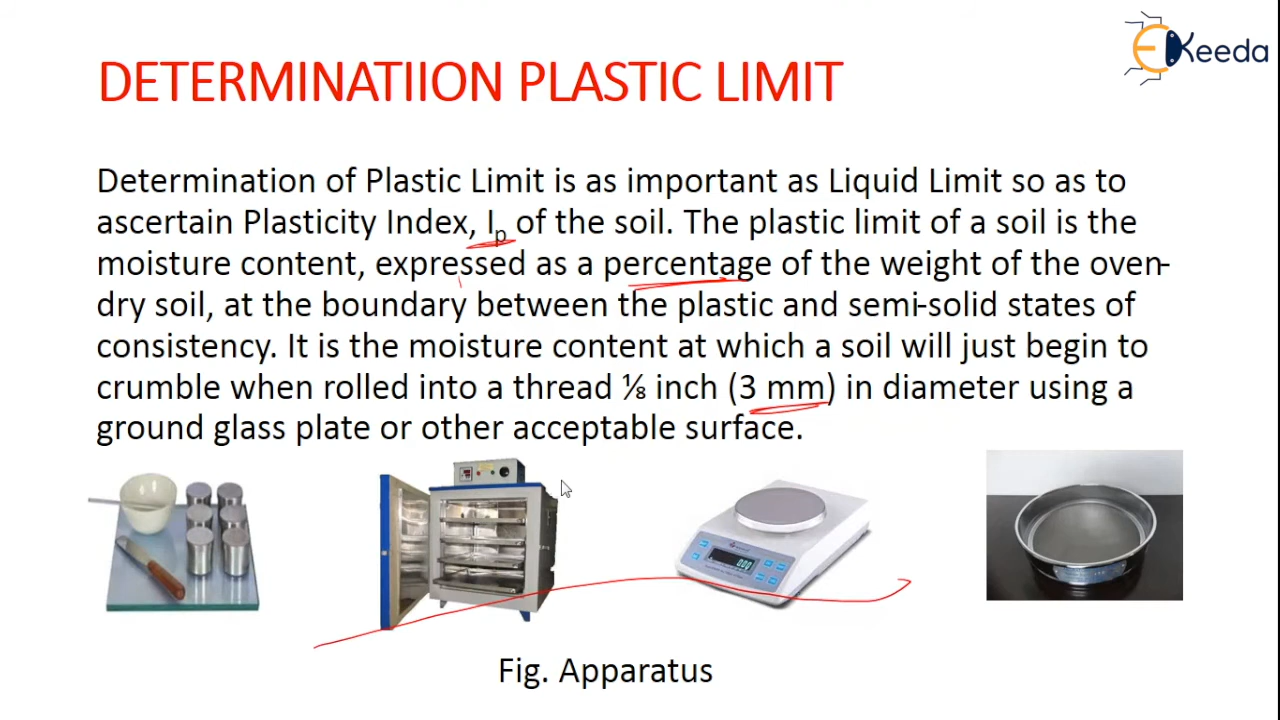 EKeeda
DETERMINATIION PLASTIC LIMIT
Determination of Plastic Limit is as important as Liquid Limit so as to
ascertain Plasticity Index, Ip of the soil. The plastic limit of a soil is the
moisture content, expressed as a percentage of the weight of the oven-
dry soil, at the boundary between the plastic and semi-solid states of
consistency. It is the moisture content at which a soil will just begin to
crumble when rolled into a thread ⅛ inch (3 mm) in diameter using a
ground glass plate or other acceptable surface.
0.00
Fig. Apparatus